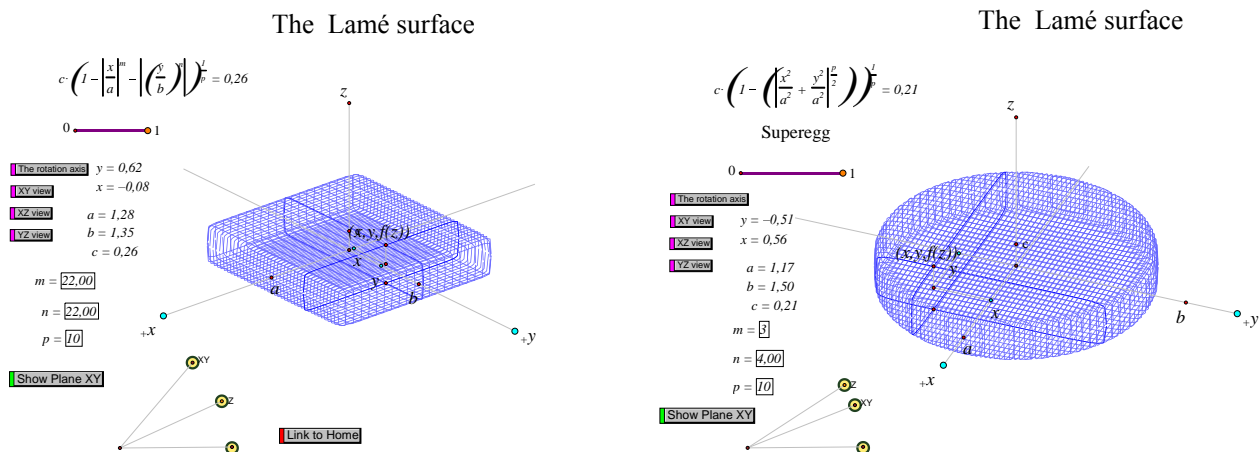 The Lamé surface
c·(1−|x/a|^m−|(y/b)^n|)^(1/p) = 0,26
z
0 1
The rotation axis
y = 0,62
XY view
x = −0,08
XZ view
a = 1,28
YZ view
b = 1,35
c = 0,26
(x,y,f(z))
x
y
a
b
m = 22,00
n = 22,00
+x
+y
p = 10
XY
Show Plane XY
Z
Link to Home
The Lamé surface
c·(1−(|x²/a² + y²/a²|^(p/2)))^(1/p) = 0,21
z
Superegg
0 1
The rotation axis
XY view
y = −0,51
XZ view
x = 0,56
YZ view
c
(x,y,f(z))
y
a = 1,17
b = 1,50
c = 0,21
x
b
+y
m = 3
a
n = 4,00
+x
p = 10
Z
XY
Show Plane XY